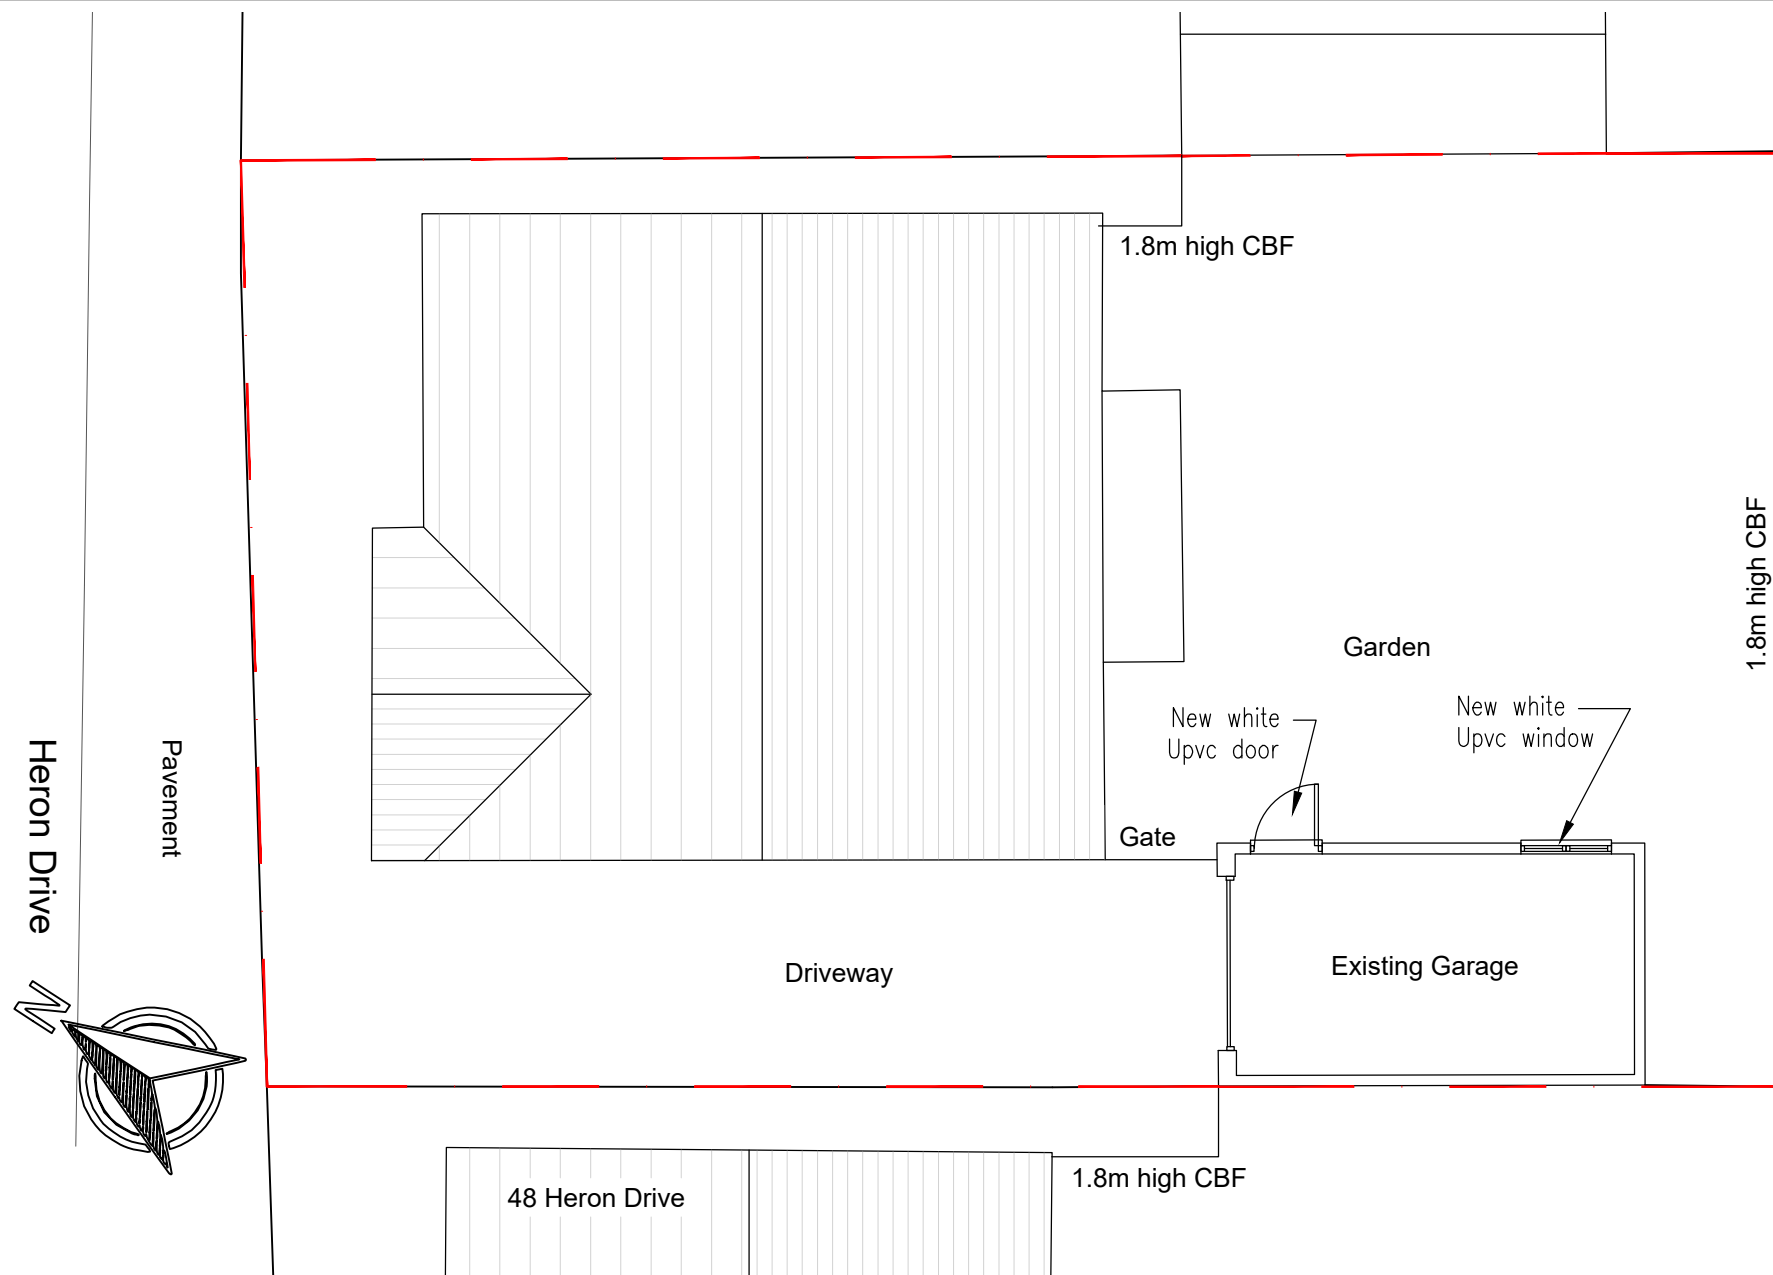 1.8m high CBF
1.8m high CBF
Garden
New white
Upvc door
New white
Upvc window
Heron Drive
Pavement
Gate
Driveway
Existing Garage
N
48 Heron Drive
1.8m high CBF